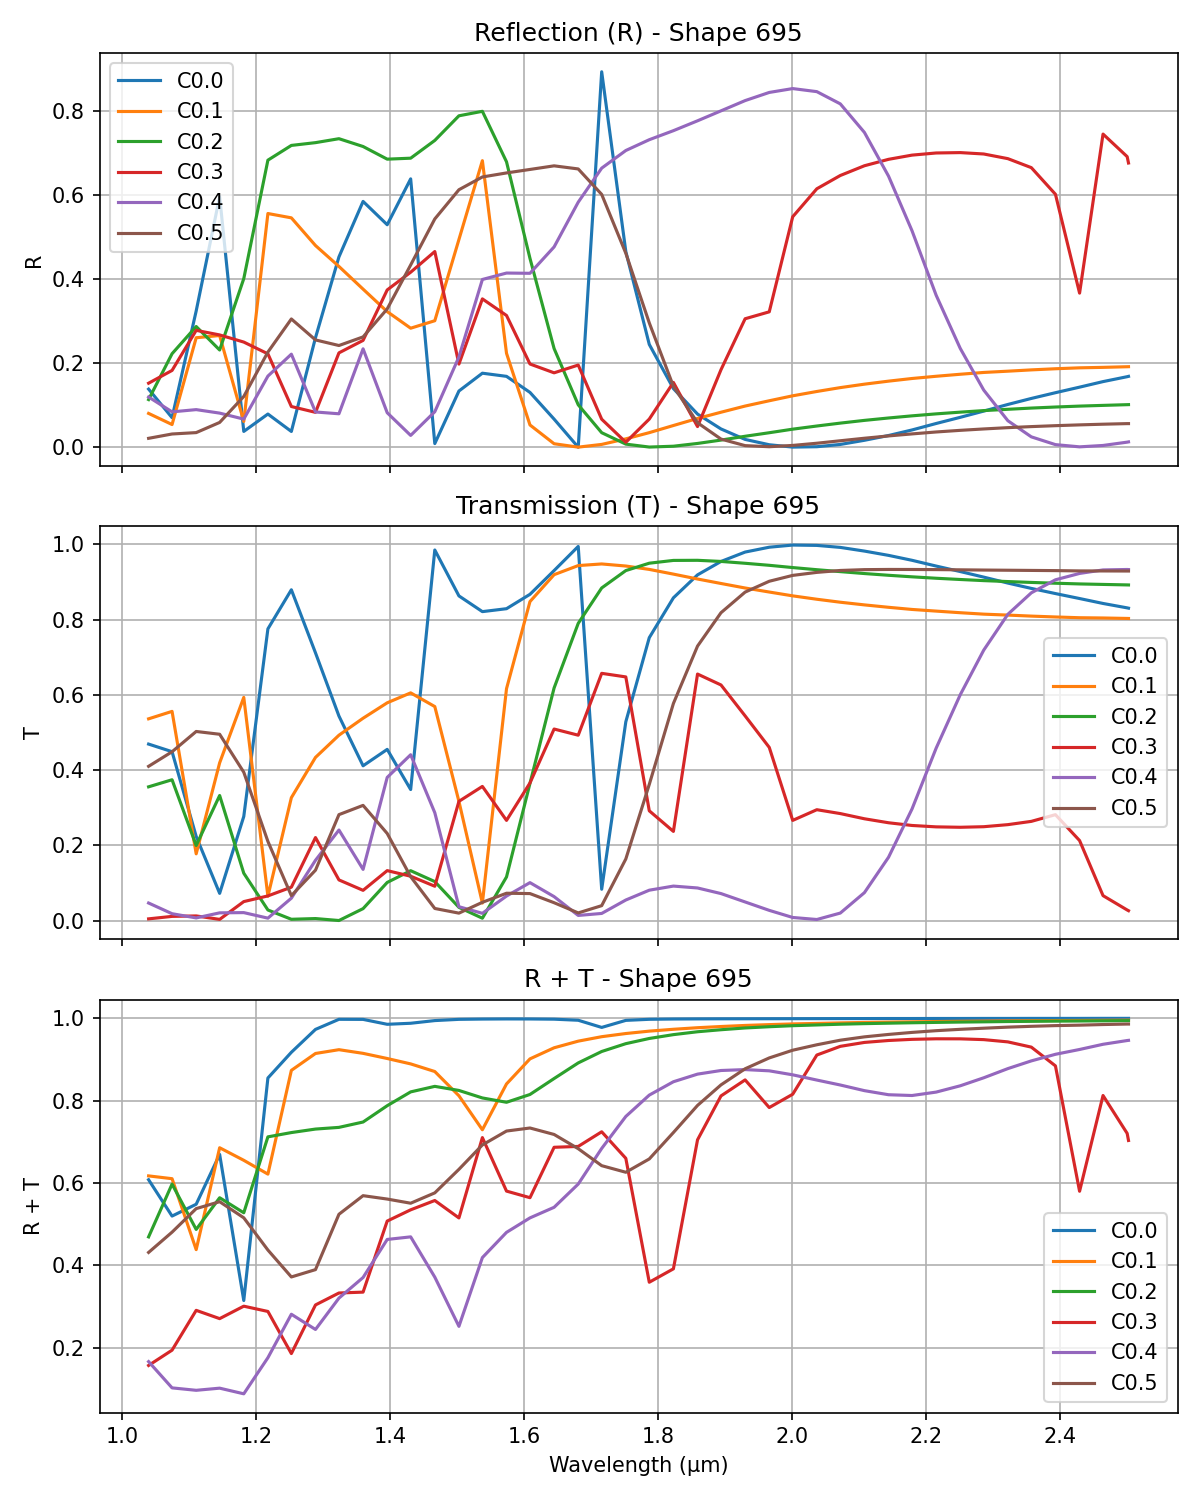 Reflection (R) - Shape 695
C0.0
C0.1
C0.2
C0.3
C0.4
C0.5
R
0.8
0.6
0.4
0.2
0.0
Transmission (T) - Shape 695
T
1.0
0.8
0.6
0.4
0.2
0.0
C0.0
C0.1
C0.2
C0.3
C0.4
C0.5
R + T - Shape 695
R + T
1.0
0.8
0.6
0.4
0.2
C0.0
C0.1
C0.2
C0.3
C0.4
C0.5
1.0 1.2 1.4 1.6 1.8 2.0 2.2 2.4
Wavelength (μm)